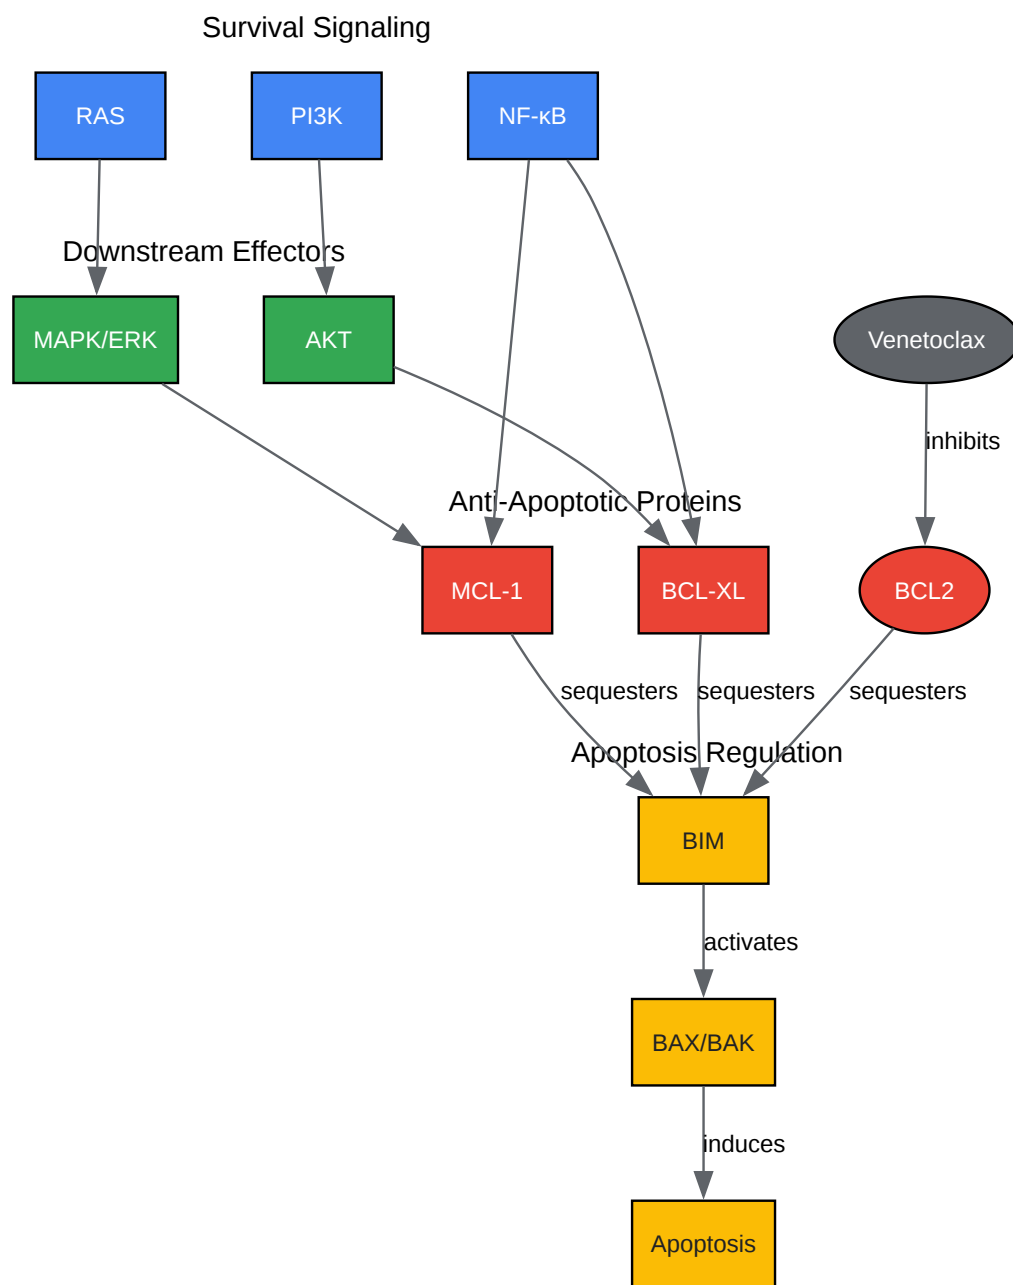 Survival Signaling
RAS
PI3K
NF-κB
Downstream Effectors
MAPK/ERK
AKT
Venetoclax
inhibits
Anti-Apoptotic Proteins
MCL-1
BCL-XL
BCL2
sequesters
sequesters
sequesters
Apoptosis Regulation
BIM
activates
BAX/BAK
induces
Apoptosis